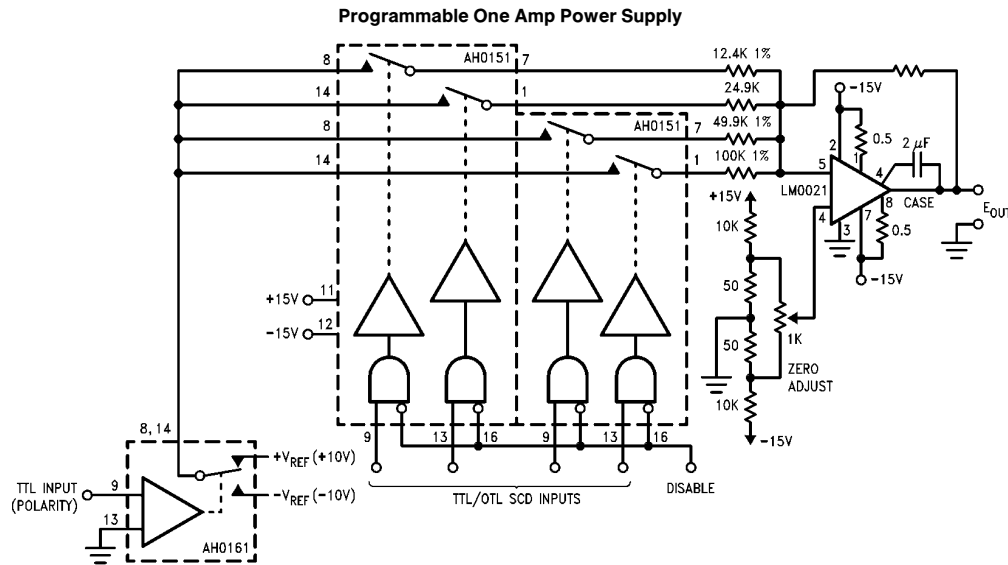 Programmable One Amp Power Supply
8 AH0151 7 12.4K 1%
14 1 24.9K
-15V
8 AH0151 7 49.9K 1%
2 0.5 2 μF
14 1 100K 1% 5 1 4
LM0021 CASE
+15V 4 8 E OUT
10K 3 7 0.5
-15V
+15V 11
50
-15V 12
1K
50 ZERO
ADJUST
10K
8, 14 9 13 16 9 13 16
-15V
+VREF (+10V)
TTL INPUT 9 -VREF (-10V) TTL/OTL SCD INPUTS DISABLE
(POLARITY)
13
AH0161